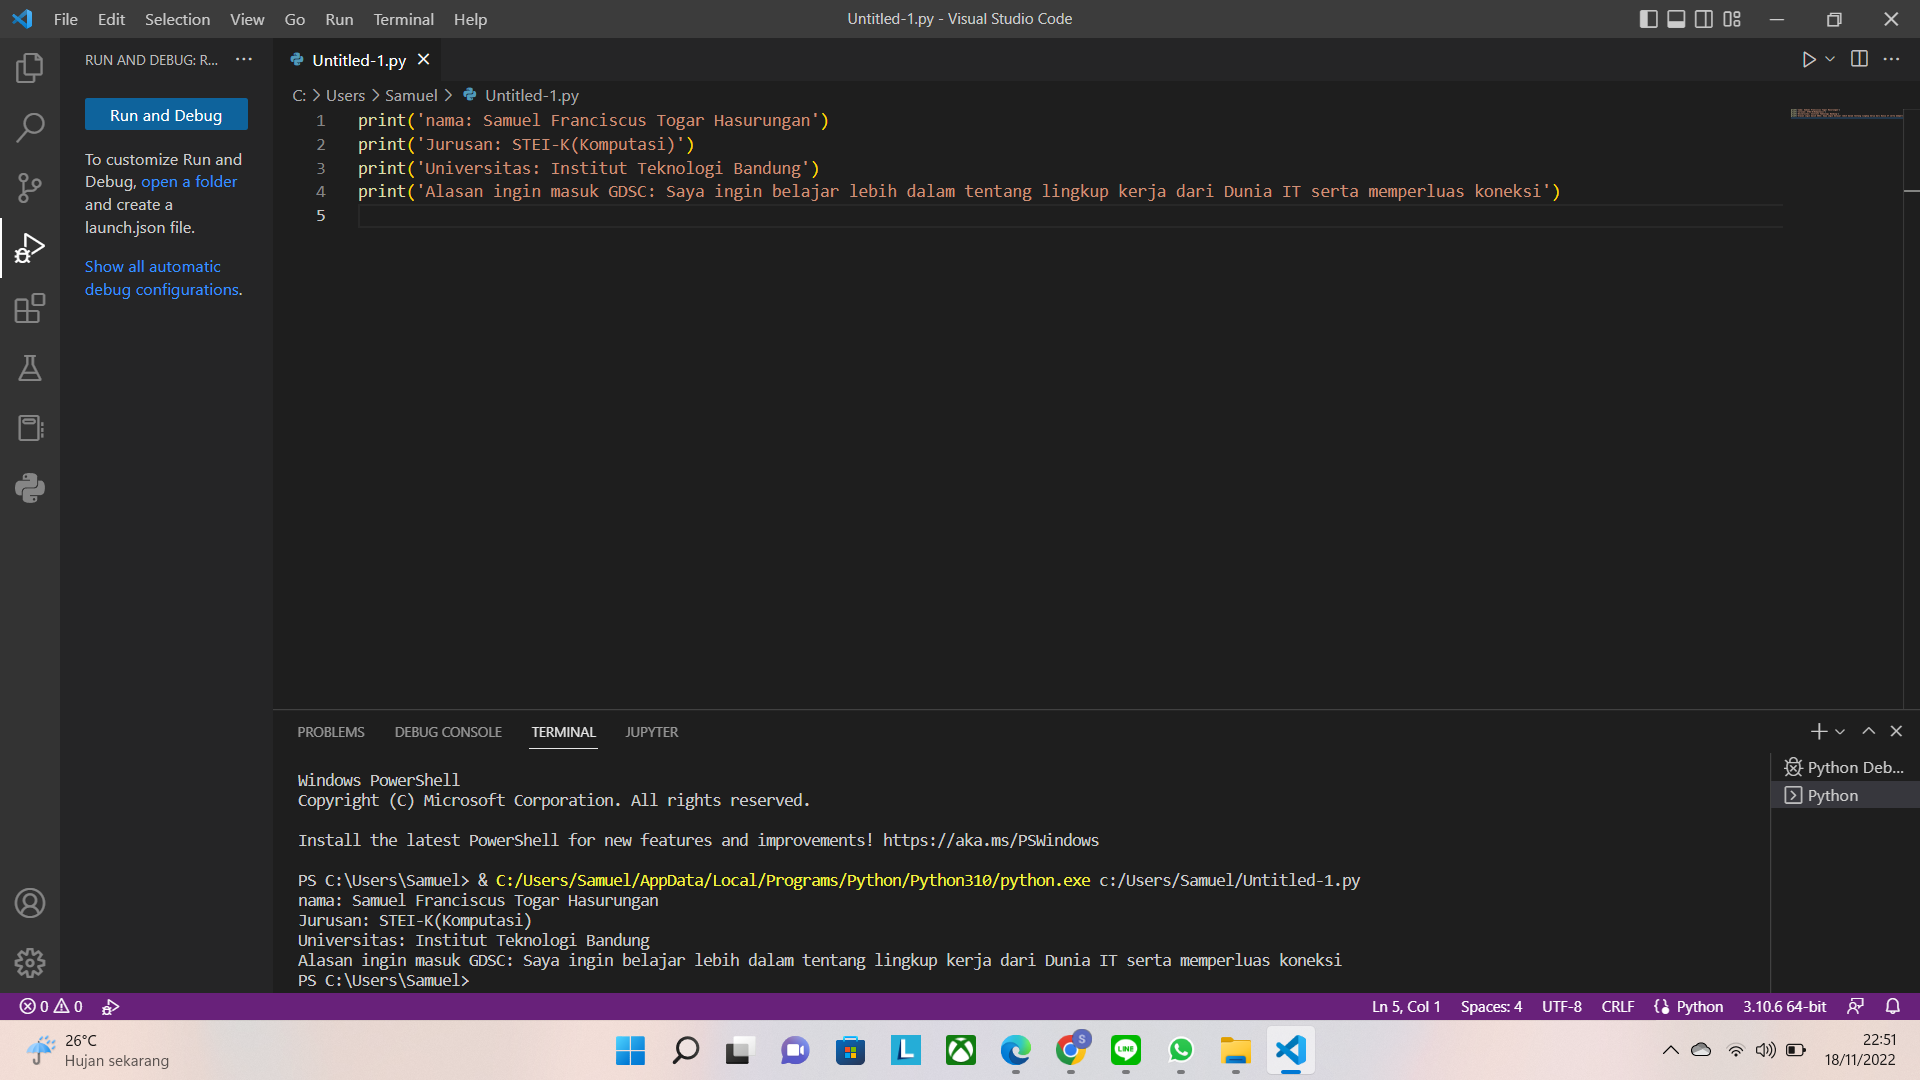 File Edit Selection View Go Run Terminal Help
Untitled-1.py - Visual Studio Code
RUN AND DEBUG: R...
Run and Debug
To customize Run and
Debug, open a folder
and create a
launch.json file.
Show all automatic
debug configurations.
Untitled-1.py
C: > Users > Samuel > Untitled-1.py
1 print('nama: Samuel Franciscus Togar Hasurungan')
2 print('Jurusan: STEI-K(Komputasi)')
3 print('Universitas: Institut Teknologi Bandung')
4 print('Alasan ingin masuk GDSC: Saya ingin belajar lebih dalam tentang lingkup kerja dari Dunia IT serta memperluas koneksi')
5
PROBLEMS DEBUG CONSOLE TERMINAL JUPYTER
Windows PowerShell
Copyright (C) Microsoft Corporation. All rights reserved.
Install the latest PowerShell for new features and improvements! https://aka.ms/PSWindows
PS C:\Users\Samuel> & C:/Users/Samuel/AppData/Local/Programs/Python/Python310/python.exe c:/Users/Samuel/Untitled-1.py
nama: Samuel Franciscus Togar Hasurungan
Jurusan: STEI-K(Komputasi)
Universitas: Institut Teknologi Bandung
Alasan ingin masuk GDSC: Saya ingin belajar lebih dalam tentang lingkup kerja dari Dunia IT serta memperluas koneksi
PS C:\Users\Samuel>
Python Deb...
Python
0 0
Ln 5, Col 1 Spaces: 4 UTF-8 CRLF Python 3.10.6 64-bit
26°C
Hujan sekarang
L
S
LINE
22:51
18/11/2022